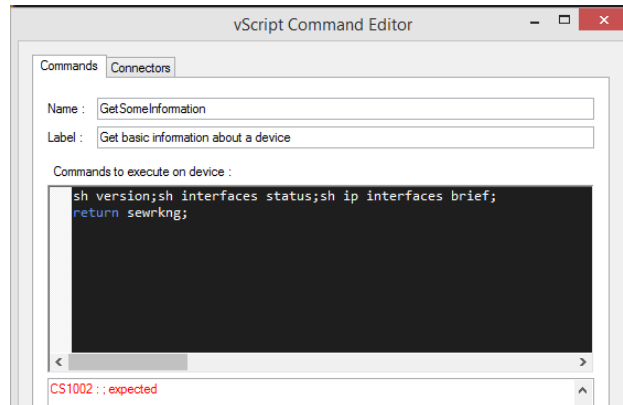 vScript Command Editor
Commands Connectors
Name : GetSomeInformation
Label : Get basic information about a device
Commands to execute on device :
sh version;sh interfaces status;sh ip interfaces brief;
return sewrkng;
CS1002 : ; expected